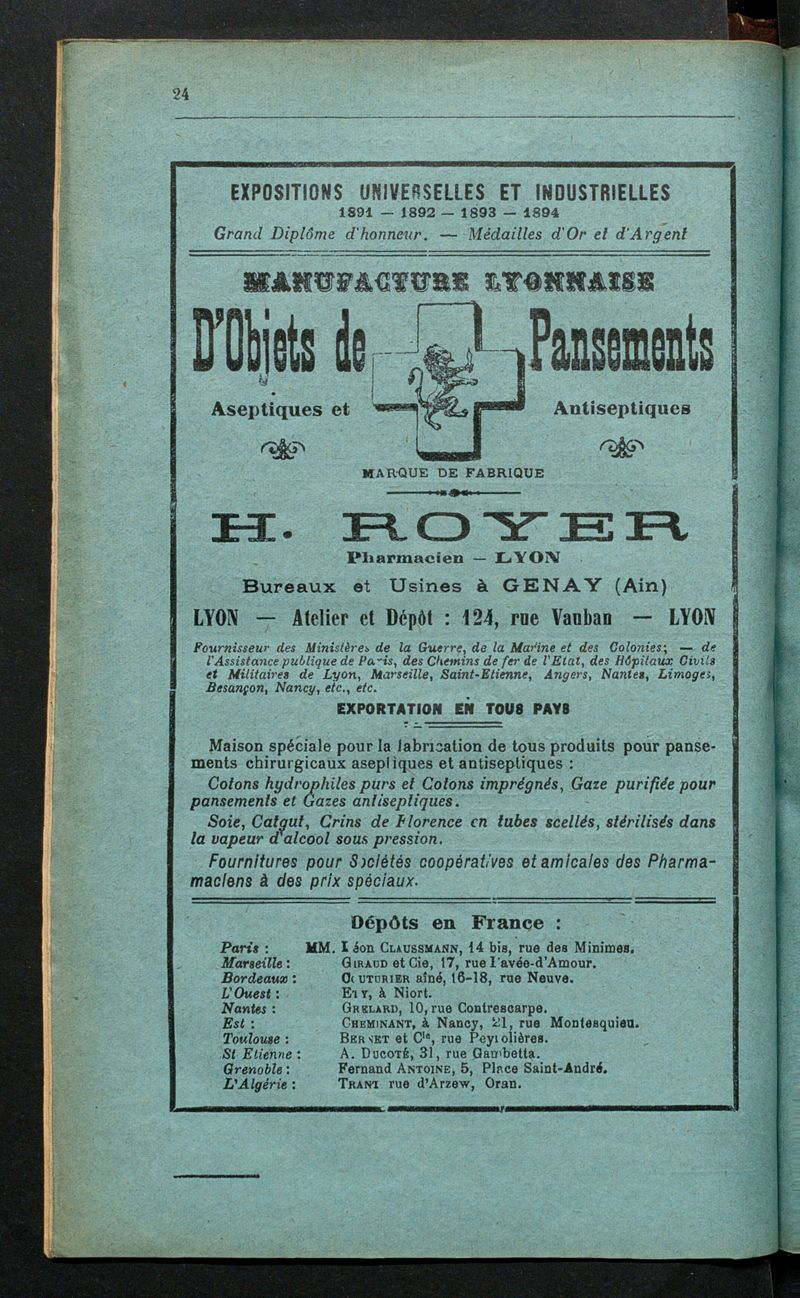 24
EXPOSITIONS UNIVERSELLES ET INDUSTRIELLES
1891 — 1892 — 1893 — 1894
Grand Diplôme d'honneur. — Médailles d'Or et d'Argent
MANUFACTURE LYONNAISE
D'Objets de Pansements
Aseptiques et Antiseptiques
MARQUE DE FABRIQUE
H. ROYER
Pharmacien — LYON
Bureaux et Usines à GENAY (Ain)
LYON — Atelier et Dépôt : 124, rue Vauban — LYON
Fournisseur des Ministères de la Guerre, de la Marine et des Colonies; — de
l'Assistance publique de Paris, des Chemins de fer de l'Etat, des Hôpitaux Civils
et Militaires de Lyon, Marseille, Saint-Etienne, Angers, Nantes, Limoges,
Besançon, Nancy, etc., etc.
EXPORTATION EN TOUS PAYS
Maison spéciale pour la fabrication de tous produits pour panse-
ments chirurgicaux aseptiques et antiseptiques :
Cotons hydrophiles purs et Cotons imprégnés, Gaze purifiée pour
pansements et Gazes antiseptiques.
Soie, Catgut, Crins de Florence en tubes scellés, stérilisés dans
la vapeur d'alcool sous pression.
Fournitures pour Sociétés coopératives et amicales des Pharma-
maciens à des prix spéciaux.
Dépôts en France :
Paris : MM. Léon CLAUSSMANN, 14 bis, rue des Minimes.
Marseille : GIRAUD et Cie, 17, rue Pavée-d'Amour.
Bordeaux : COUTURIER aîné, 16-18, rue Neuve.
L'Ouest : à Niort.
Nantes : GRELARD, 10, rue Contrescarpe.
Est : CHEMINANT, à Nancy, 21, rue Montesquieu.
Toulouse : BERNET et Cie, rue Peyrolières.
St Etienne : A. DUCOTÉ, 31, rue Gambetta.
Grenoble : Fernand ANTOINE, 5, Place Saint-André.
L'Algérie : rue d'Arzew, Oran.